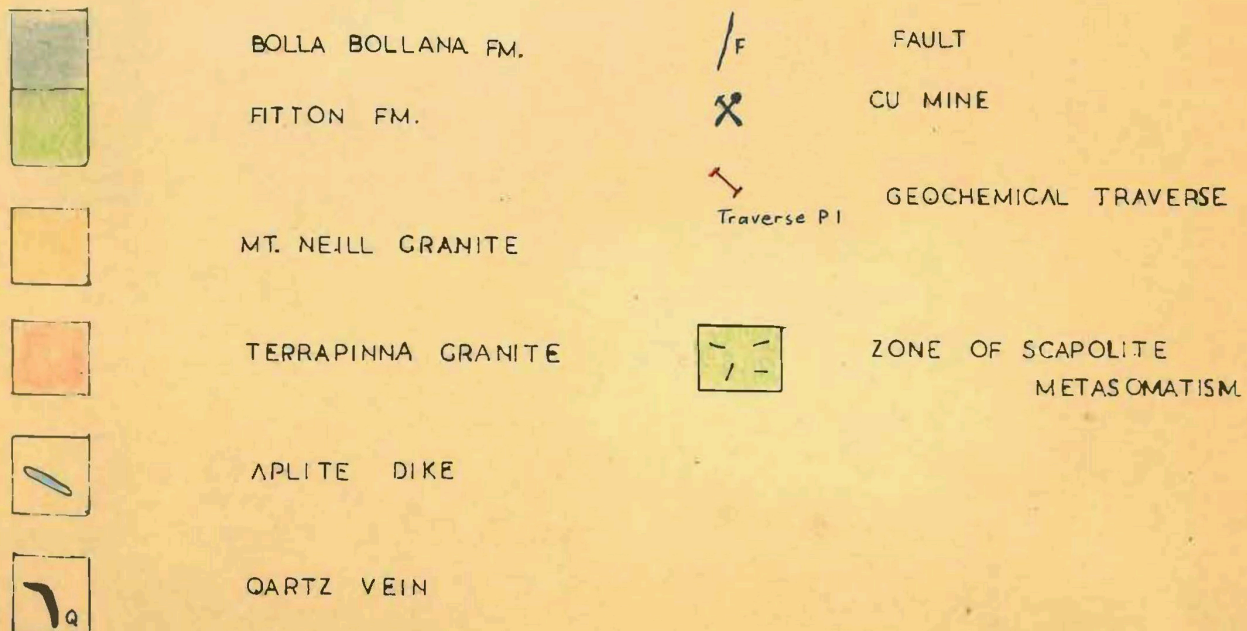 BOLLA BOLLANA FM.
FITTON FM.
MT. NEILL GRANITE
TERRAPINNA GRANITE
APLITE DIKE
Q
QARTZ VEIN
F
FAULT
CU MINE
Traverse P1
GEOCHEMICAL TRAVERSE
ZONE OF SCAPOLITE
METASOMATISM